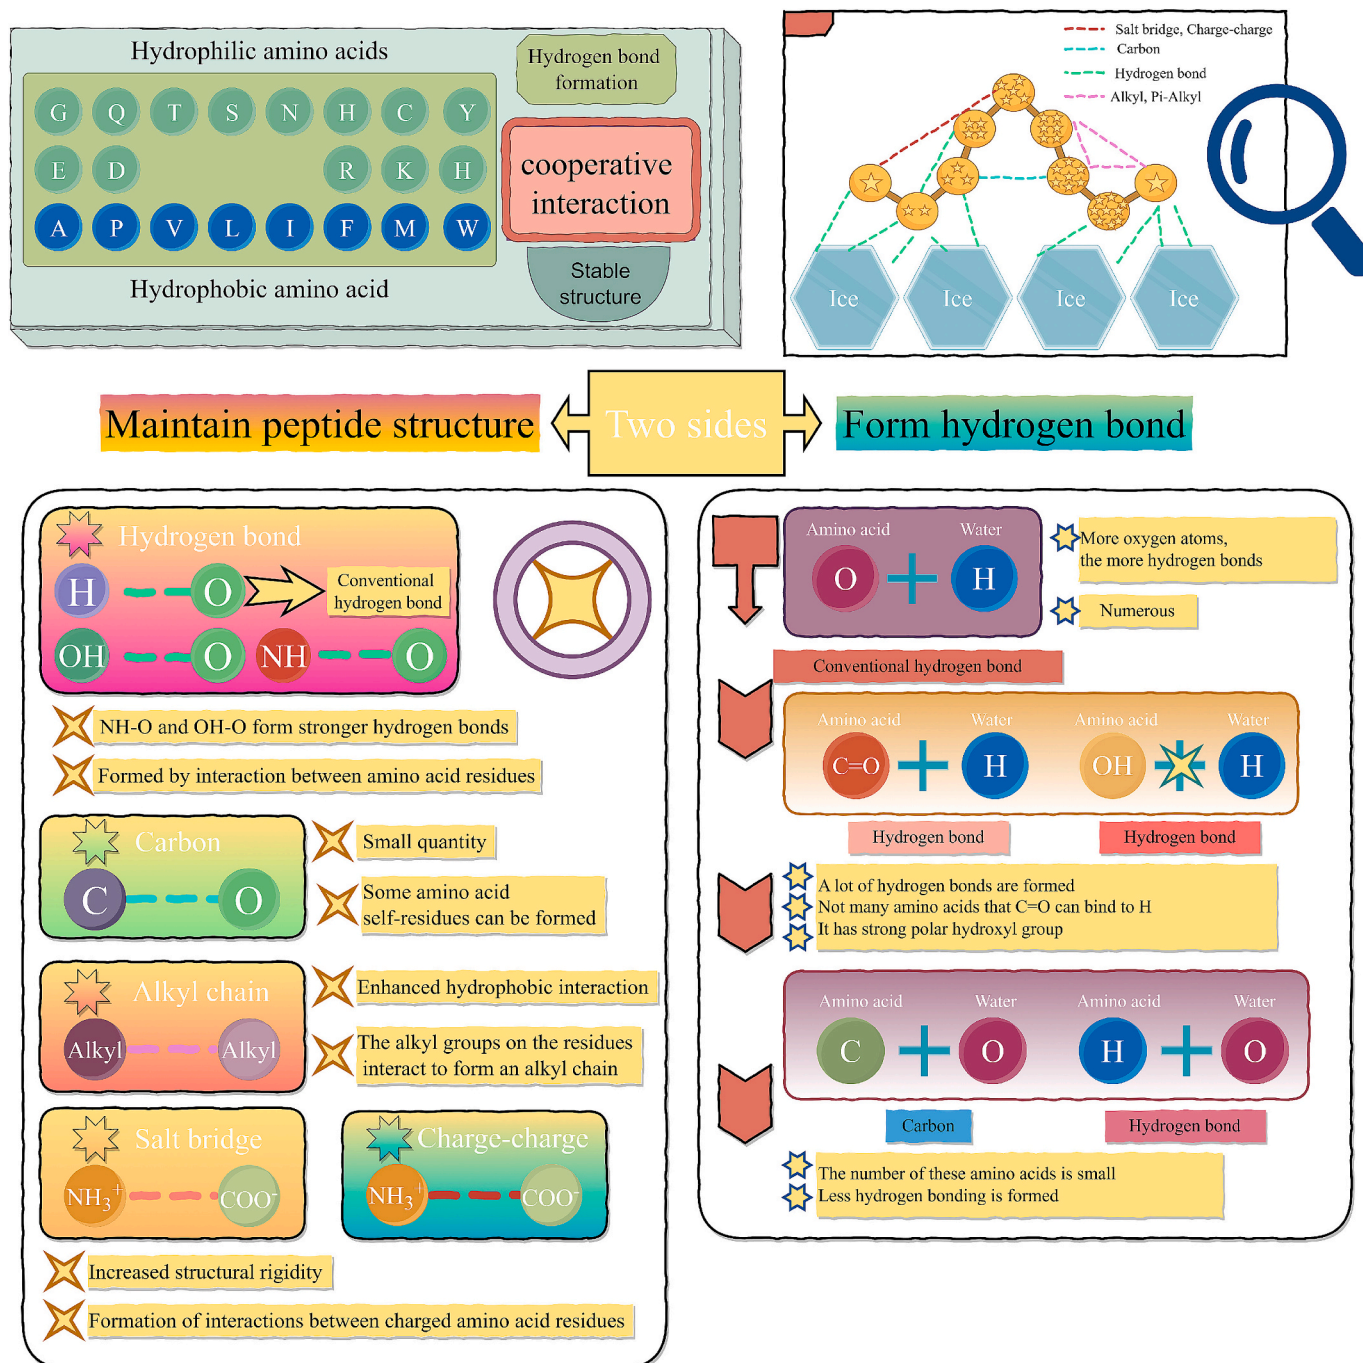 Hydrophilic amino acids
G Q T S N H C Y
E D R K H
A P V L I F M W
Hydrophobic amino acid
Hydrogen bond
formation
cooperative
interaction
Stable
structure
Salt bridge, Charge-charge
Carbon
Hydrogen bond
Alkyl, Pi-Alkyl
Ice Ice Ice Ice
Maintain peptide structure
Two sides
Form hydrogen bond
Hydrogen bond
H O
Conventional
hydrogen bond
OH O NH O
NH-O and OH-O form stronger hydrogen bonds
Formed by interaction between amino acid residues
Carbon
C O
Small quantity
Some amino acid
self-residues can be formed
Alkyl chain
Alkyl Alkyl
Enhanced hydrophobic interaction
The alkyl groups on the residues
interact to form an alkyl chain
Salt bridge
NH₃⁺ COO⁻
Charge-charge
NH₃⁺ COO⁻
Increased structural rigidity
Formation of interactions between charged amino acid residues
Amino acid Water
O + H
More oxygen atoms,
the more hydrogen bonds
Numerous
Conventional hydrogen bond
Amino acid Water Amino acid Water
C=O + H OH + H
Hydrogen bond Hydrogen bond
A lot of hydrogen bonds are formed
Not many amino acids that C=O can bind to H
It has strong polar hydroxyl group
Amino acid Water Amino acid Water
C + O H + O
Carbon Hydrogen bond
The number of these amino acids is small
Less hydrogen bonding is formed